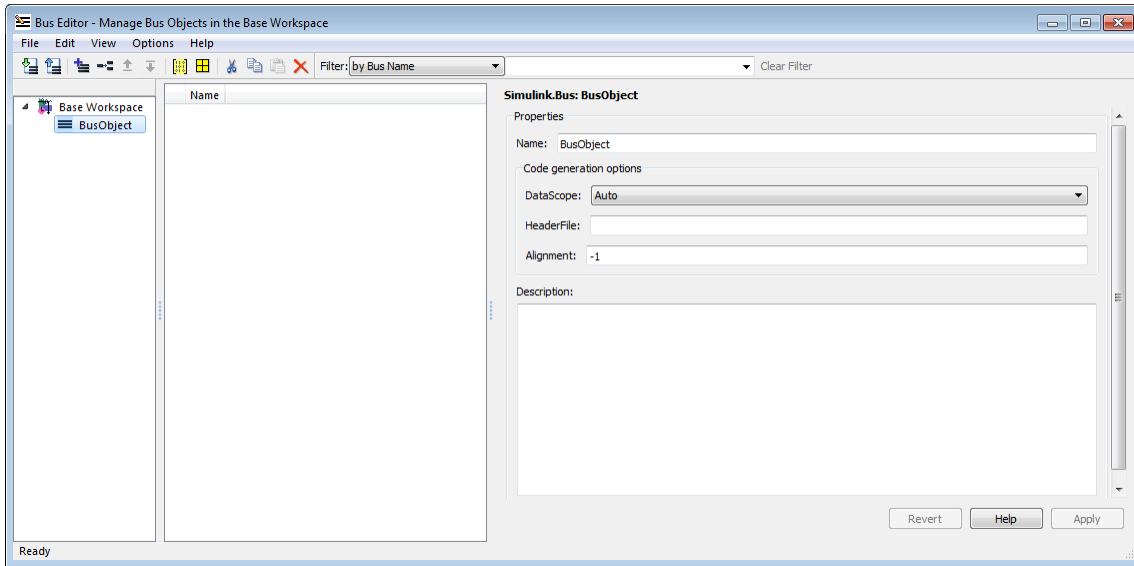 Bus Editor - Manage Bus Objects in the Base Workspace
File Edit View Options Help
Filter: by Bus Name Clear Filter
Name
Base Workspace
BusObject
Simulink.Bus: BusObject
Properties
Name: BusObject
Code generation options
DataScope: Auto
HeaderFile:
Alignment: -1
Description:
Revert Help Apply
Ready